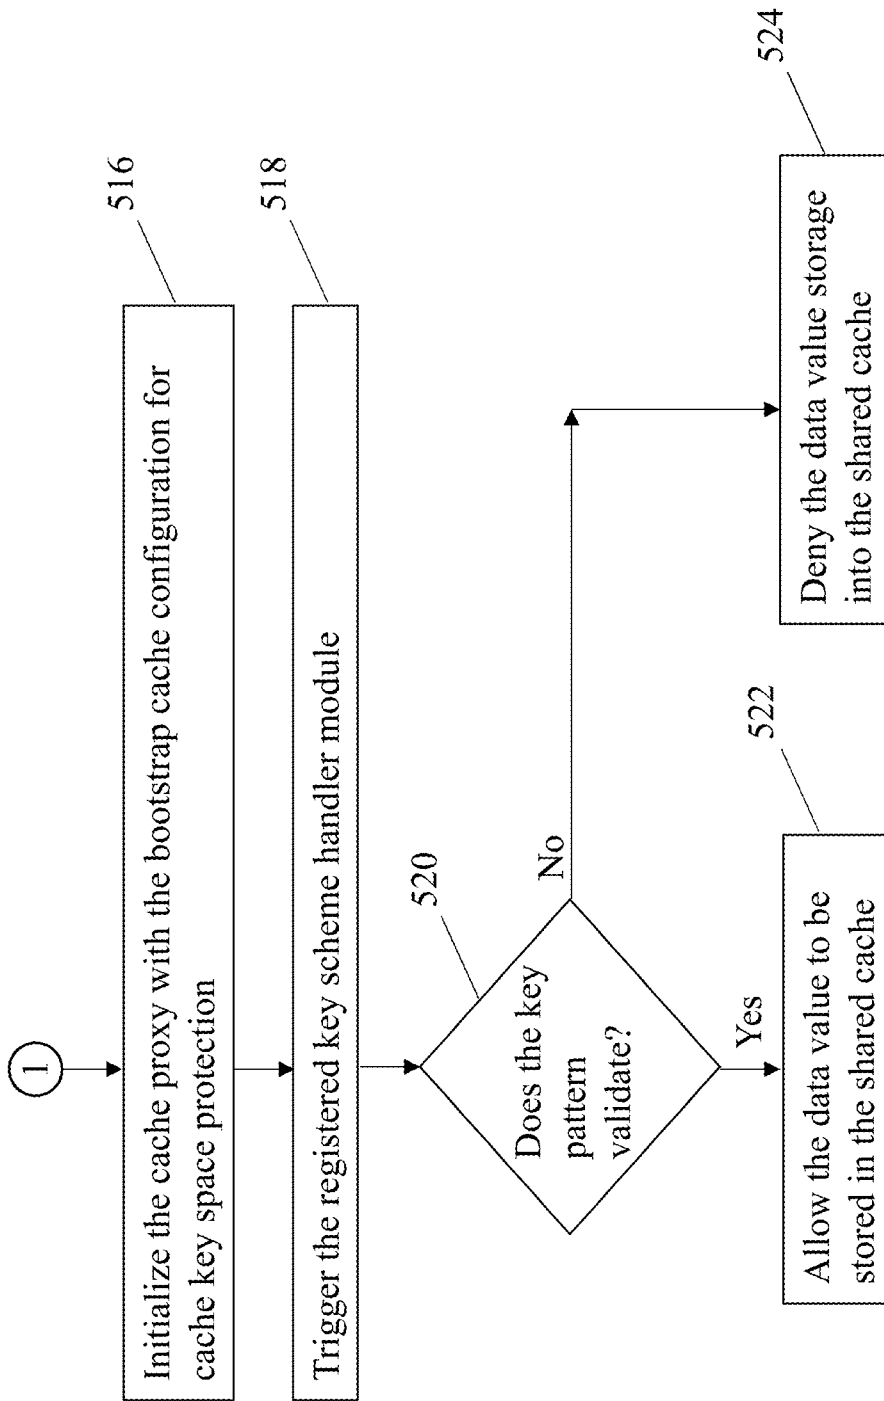 1
516
Initialize the cache proxy with the bootstrap cache configuration for
cache key space protection
518
Trigger the registered key scheme handler module
520
Does the key
pattern
validate?
No
Yes
522
Allow the data value to be
stored in the shared cache
524
Deny the data value storage
into the shared cache